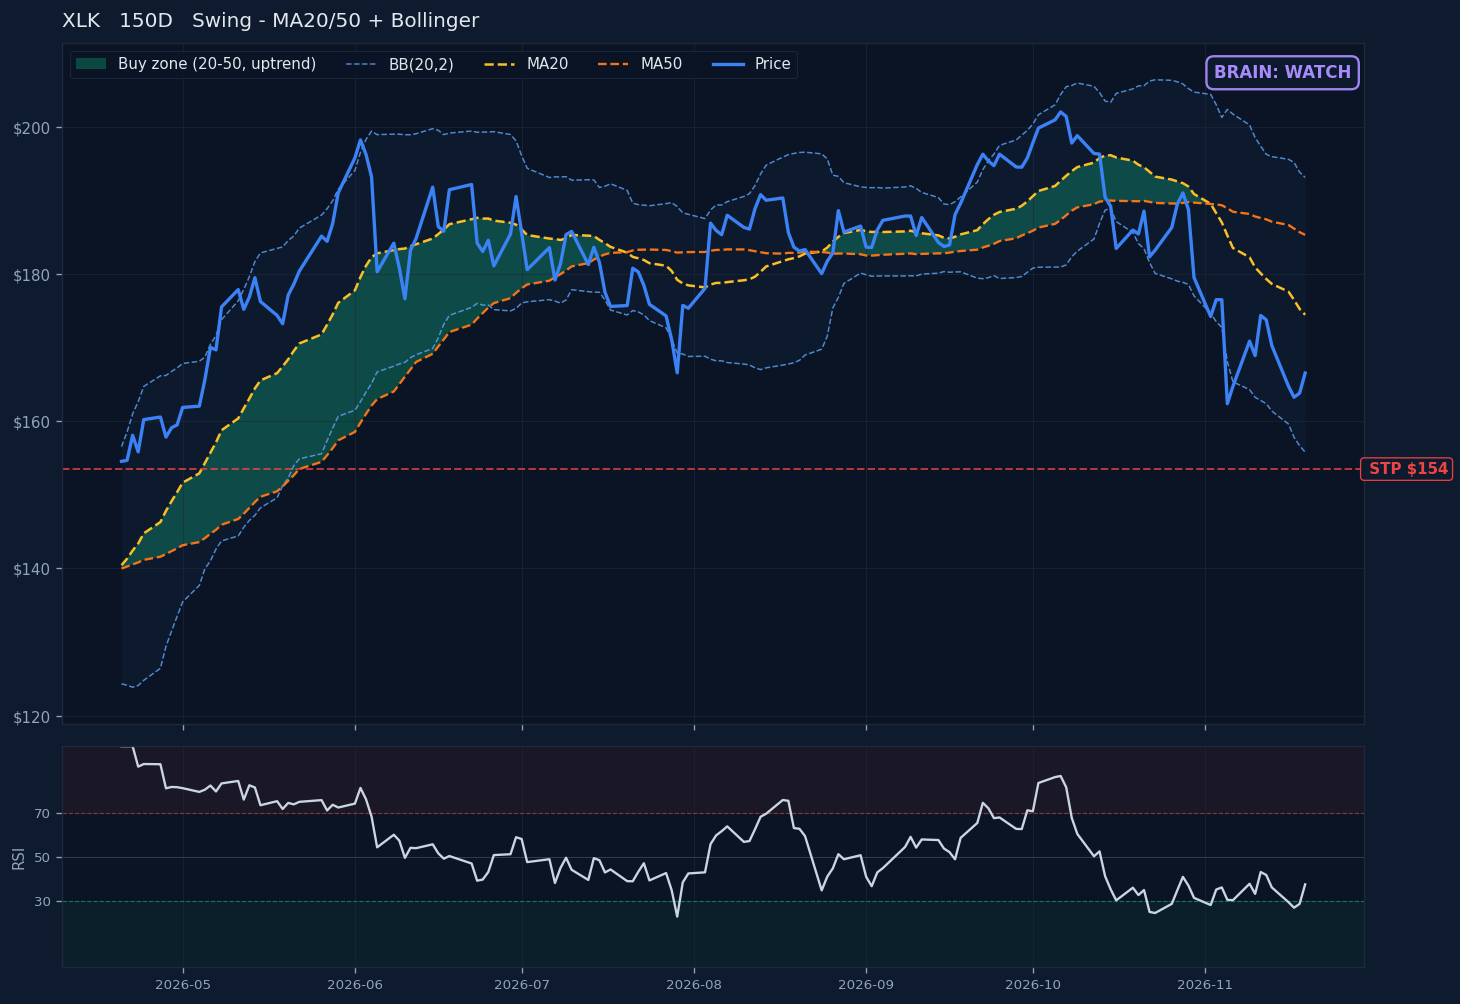 XLK   150D   Swing - MA20/50 + Bollinger
Buy zone (20-50, uptrend)   BB(20,2)   MA20   MA50   Price
BRAIN: WATCH
$200
$180
$160
STP $154
$140
$120
70
50
30
RSI
2026-05   2026-06   2026-07   2026-08   2026-09   2026-10   2026-11